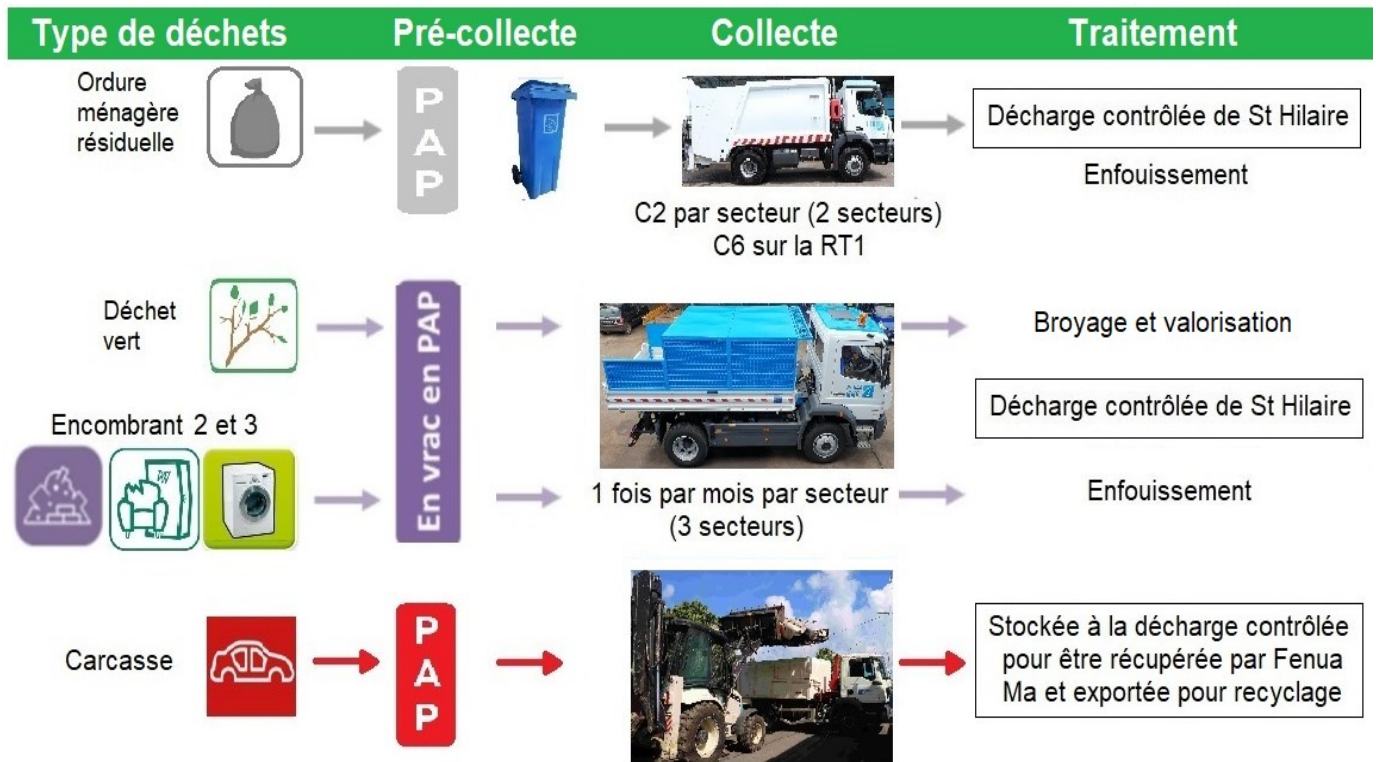 Type de déchets Pré-collecte Collecte Traitement
Ordure
ménagère
résiduelle
P
A
P
C2 par secteur (2 secteurs)
C6 sur la RT1
Décharge contrôlée de St Hilaire
Enfouissement
Déchet
vert
En vrac en PAP
Broyage et valorisation
Encombrant 2 et 3
1 fois par mois par secteur
(3 secteurs)
Décharge contrôlée de St Hilaire
Enfouissement
Carcasse
P
A
P
Stockée à la décharge contrôlée
pour être récupérée par Fenua
Ma et exportée pour recyclage